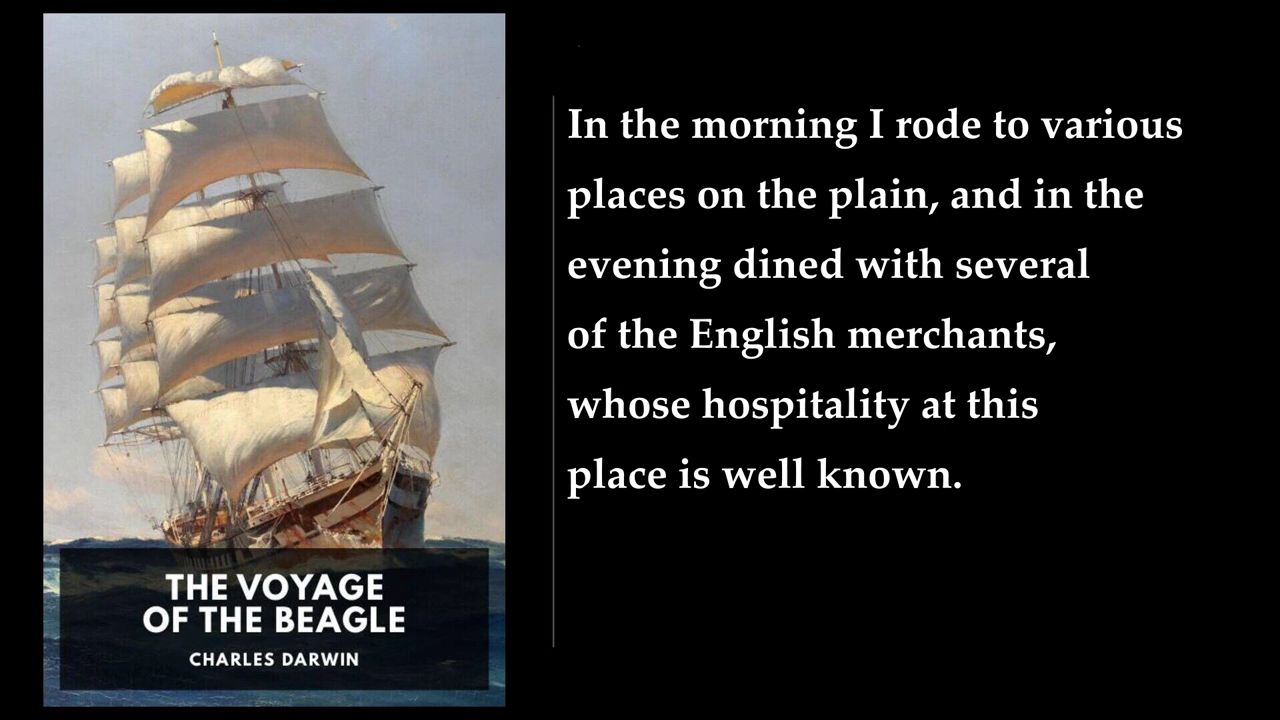 In the morning I rode to various
places on the plain, and in the
evening dined with several
of the English merchants,
whose hospitality at this
place is well known.
THE VOYAGE
OF THE BEAGLE
CHARLES DARWIN